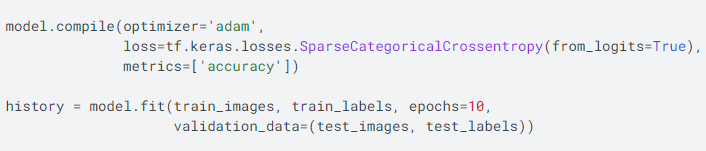 model.compile(optimizer='adam',
              loss=tf.keras.losses.SparseCategoricalCrossentropy(from_logits=True),
              metrics=['accuracy'])
history = model.fit(train_images, train_labels, epochs=10,
                    validation_data=(test_images, test_labels))